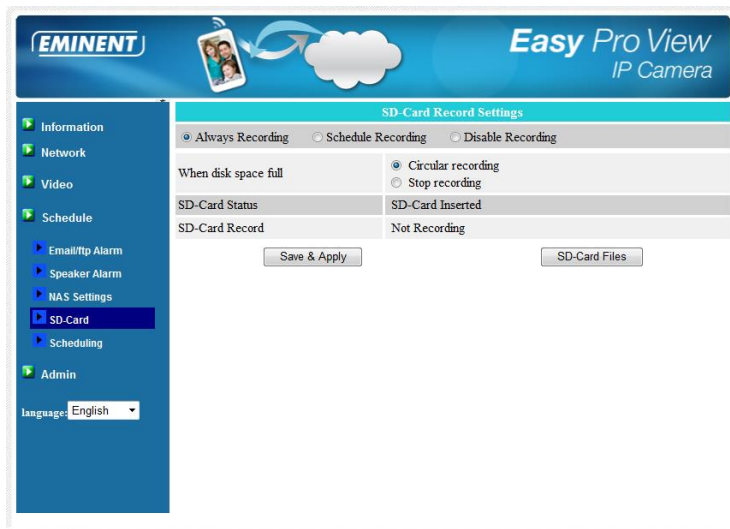 EMINENT
Easy Pro View
IP Camera
Information
Network
Video
Schedule
Email/ftp Alarm
Speaker Alarm
NAS Settings
SD-Card
Scheduling
Admin
language: English
SD-Card Record Settings
Always Recording Schedule Recording Disable Recording
When disk space full
Circular recording
Stop recording
SD-Card Status SD-Card Inserted
SD-Card Record Not Recording
Save & Apply SD-Card Files